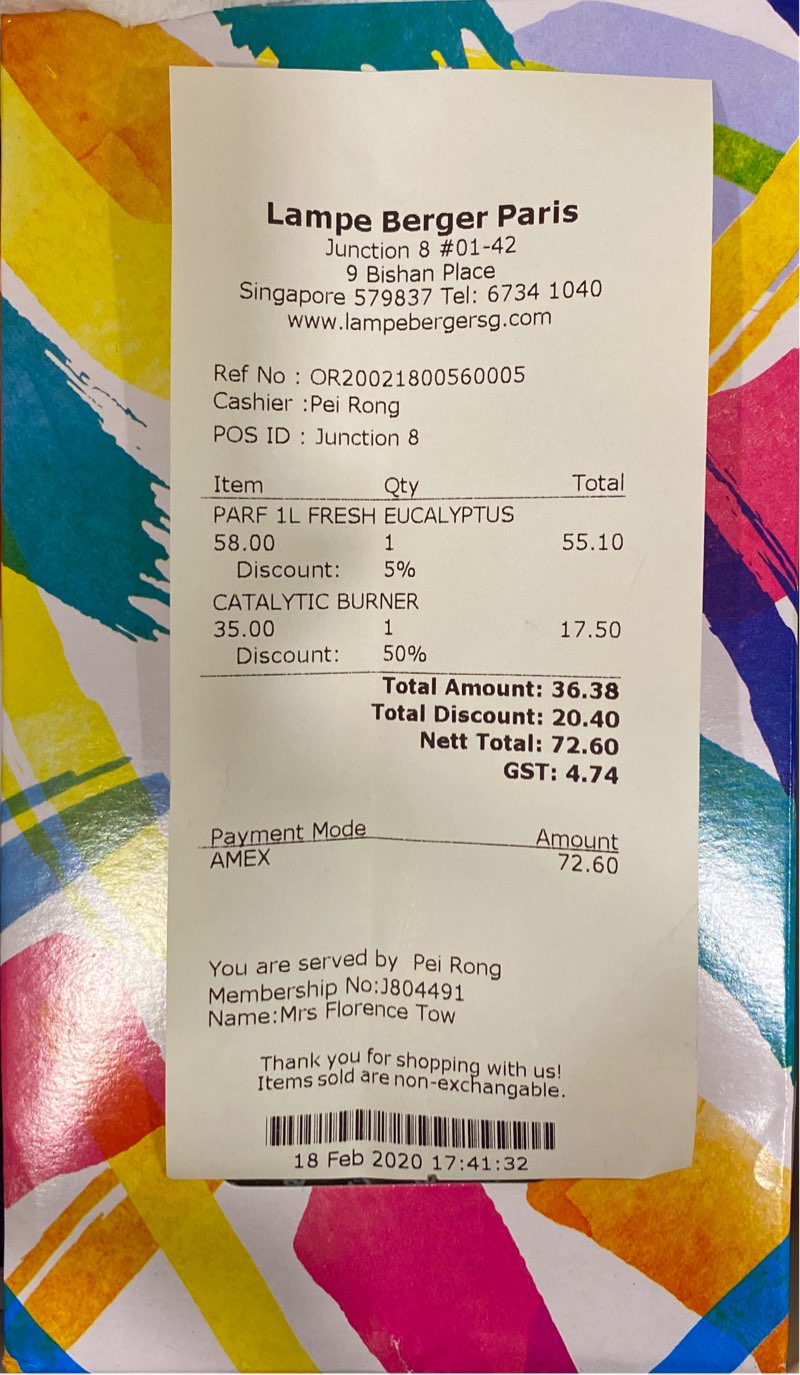 Lampe Berger Paris
Junction 8 #01-42
9 Bishan Place
Singapore 579837 Tel: 6734 1040
www.lampebergersg.com
Ref No : OR20021800560005
Cashier :Pei Rong
POS ID : Junction 8
Item Qty Total
PARF 1L FRESH EUCALYPTUS
58.00 1 55.10
Discount: 5%
CATALYTIC BURNER
35.00 1 17.50
Discount: 50%
Total Amount: 36.38
Total Discount: 20.40
Nett Total: 72.60
GST: 4.74
Payment Mode Amount
AMEX 72.60
You are served by Pei Rong
Membership No:J804491
Name:Mrs Florence Tow
Thank you for shopping with us!
Items sold are non-exchangable.
18 Feb 2020 17:41:32